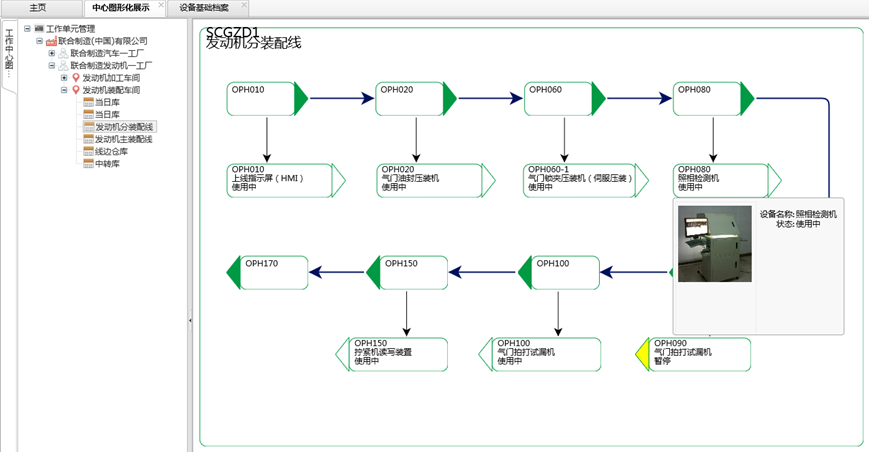 主页
中心图形化展示
设备基础档案
工作中心图...
工作单元管理
联合制造(中国)有限公司
联合制造汽车一工厂
联合制造发动机一工厂
发动机加工车间
发动机装配车间
当日库
当日库
发动机分装配线
发动机主装配线
线边仓库
中转库
SCGZD1
发动机分装配线
OPH010
OPH020
OPH060
OPH080
OPH010
上线指示屏（HMI）
使用中
OPH020
气门油封压装机
使用中
OPH060-1
气门锁夹压装机（伺服压装）
使用中
OPH080
照相检测机
使用中
设备名称: 照相检测机
状态: 使用中
OPH170
OPH150
OPH100
OPH150
拧紧机读写装置
使用中
OPH100
气门拍打试漏机
使用中
OPH090
气门拍打试漏机
暂停